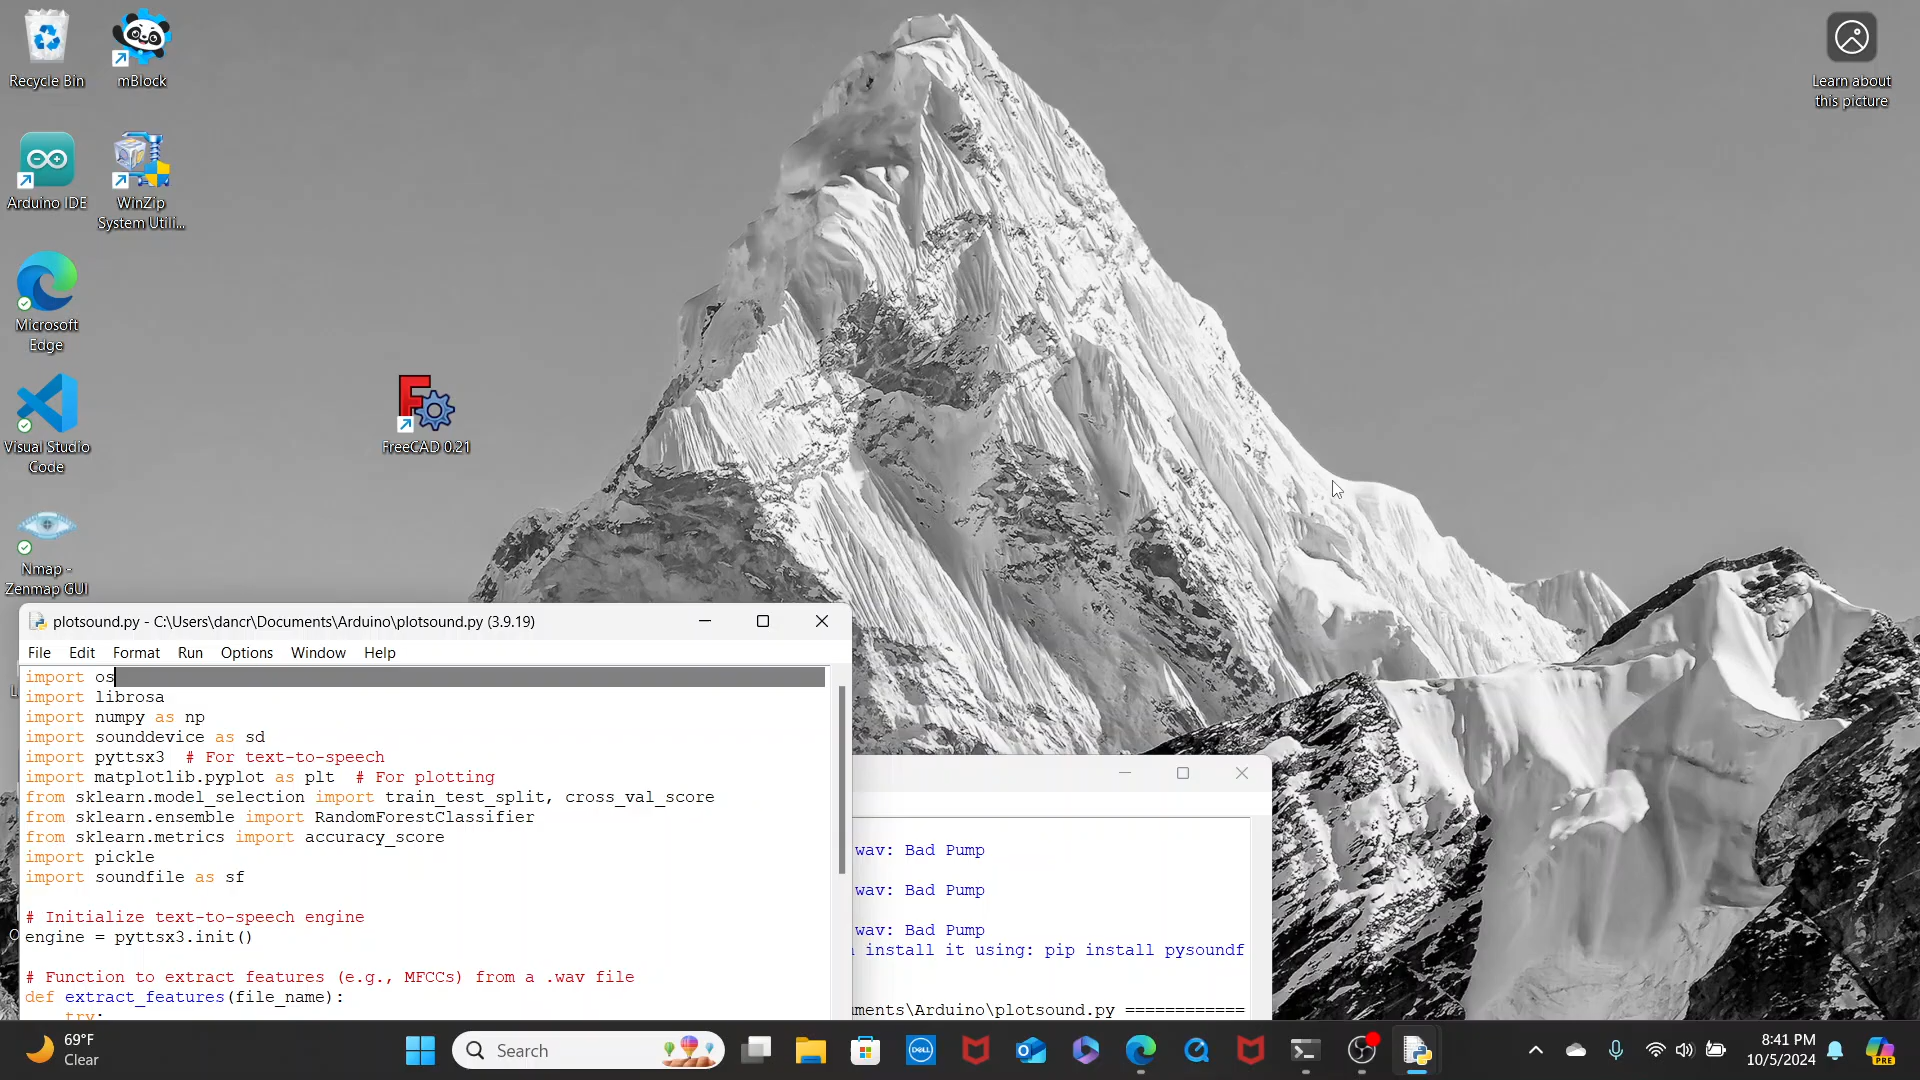 Recycle Bin
mBlock
Learn about
this picture
Arduino IDE
WinZip
System Utili...
Microsoft
Edge
Visual Studio
Code
FreeCAD 0.21
Nmap -
Zenmap GUI
plotsound.py - C:\Users\dancr\Documents\Arduino\plotsound.py (3.9.19)
File Edit Format Run Options Window Help
import os
import librosa
import numpy as np
import sounddevice as sd
import pyttsx3  # For text-to-speech
import matplotlib.pyplot as plt  # For plotting
from sklearn.model_selection import train_test_split, cross_val_score
from sklearn.ensemble import RandomForestClassifier
from sklearn.metrics import accuracy_score
import pickle
import soundfile as sf
# Initialize text-to-speech engine
engine = pyttsx3.init()
# Function to extract features (e.g., MFCCs) from a .wav file
def extract_features(file_name):
try:
wav: Bad Pump
wav: Bad Pump
wav: Bad Pump
install it using: pip install pysoundf
ments\Arduino\plotsound.py ============
69°F
Clear
Search
DELL
PRE
8:41 PM
10/5/2024